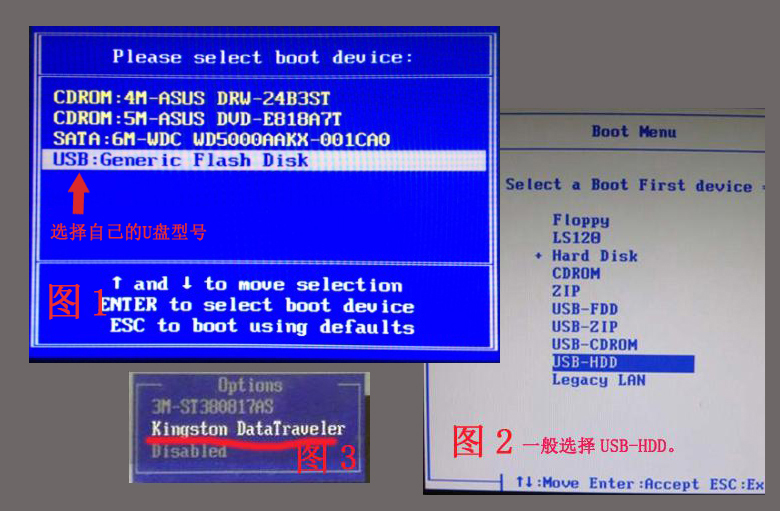 Please select boot device:
CDROM:4M-ASUS DRW-24B3ST
CDROM:5M-ASUS DVD-E818A7T
SATA:6M-WDC WD5000AAKX-001CA0
USB:Generic Flash Disk
选择自己的U盘型号
↑ and ↓ to move selection
ENTER to select boot device
ESC to boot using defaults
图 1
Boot Menu
Select a Boot First device
Floppy
LS120
+ Hard Disk
CDROM
ZIP
USB-FDD
USB-ZIP
USB-CDROM
USB-HDD
Legacy LAN
图 2 一般选择 USB-HDD。
↑↓:Move Enter:Accept ESC:Ex
Options
3M-ST380817AS
Kingston DataTraveler
Disabled
图 3